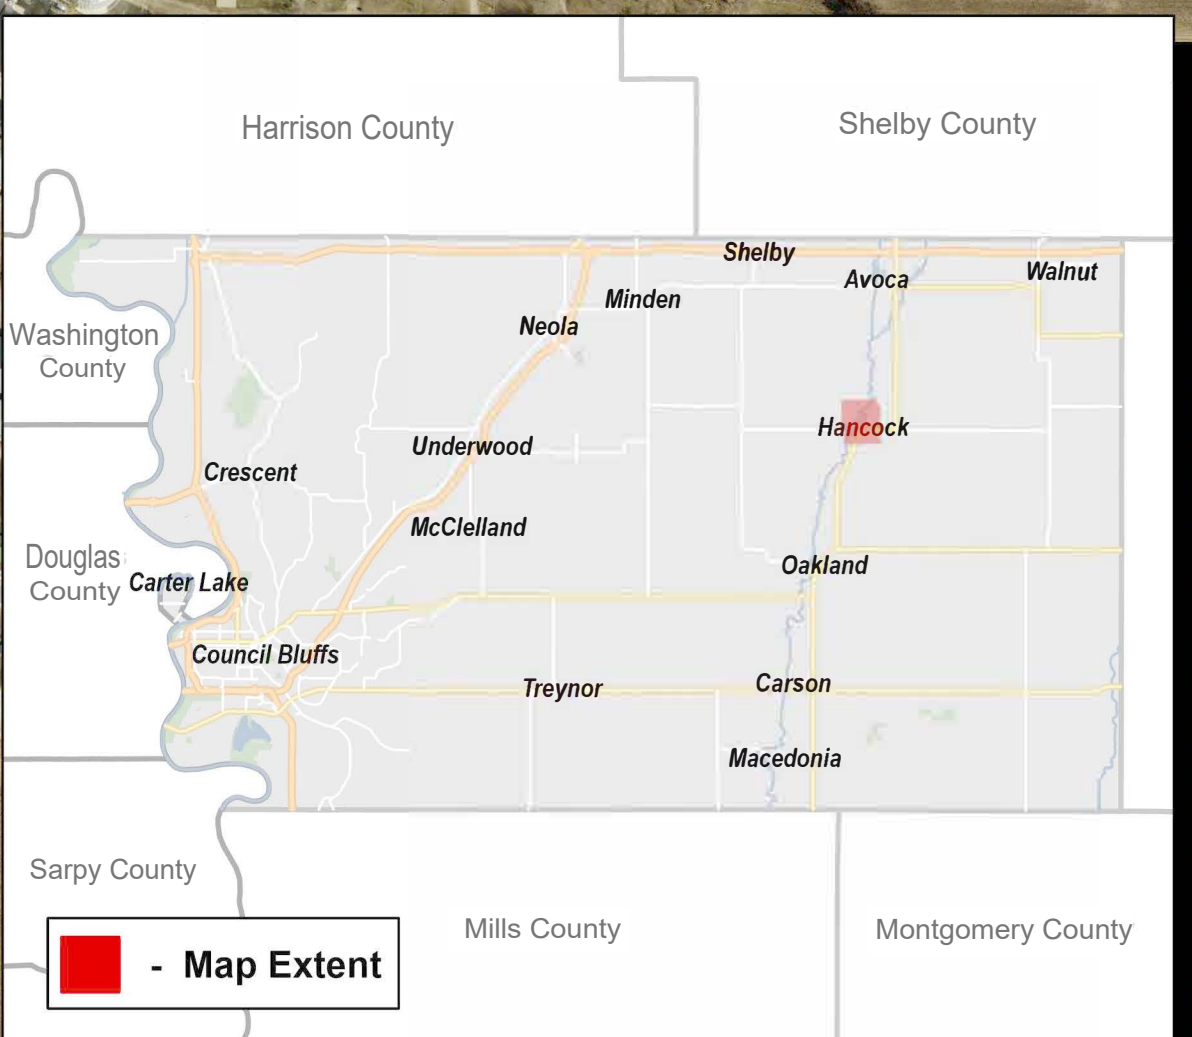 Harrison County
Shelby County
Shelby
Avoca
Walnut
Minden
Neola
Washington
County
Hancock
Underwood
Crescent
McClelland
Douglas
County
Carter Lake
Oakland
Council Bluffs
Treynor
Carson
Macedonia
Sarpy County
Mills County
Montgomery County
- Map Extent